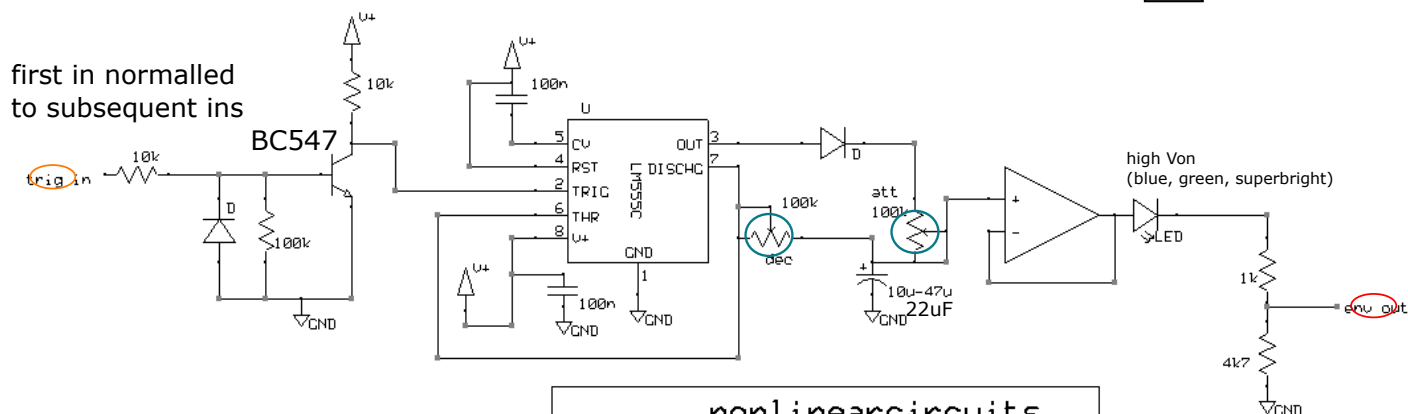 first in normalled
to subsequent ins
trig in
10k
D
100k
BC547
V+
10k
V+
100n
U
5
CV
4
RST
2
TRIG
6
THR
8
V+
LM555C
OUT
3
DISCHG
7
GND
1
GND
V+
100n
GND
GND
100k
dec
D
att
100k
+
10u-47u
22uF
GND
+
-
high Von
(blue, green, superbright)
LED
1k
env out
4k7
GND
nonlinearcircuits